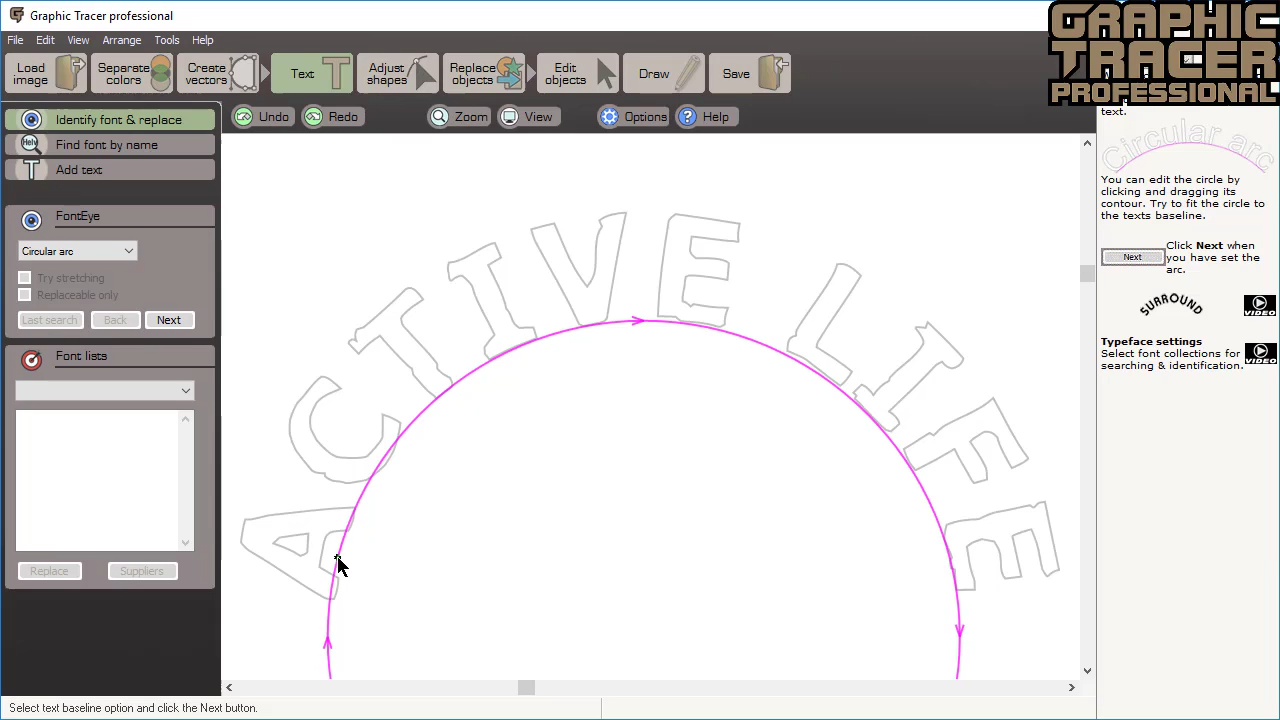 Graphic Tracer professional
GRAPHIC
TRACER
PROFESSIONAL
File Edit View Arrange Tools Help
Load image
Separate colors
Create vectors
Text
Adjust shapes
Replace objects
Edit objects
Draw
Save
Undo Redo Zoom View Options Help
Identify font & replace
Find font by name
Add text
FontEye
Circular arc
Try stretching
Replaceable only
Last search Back Next
Font lists
Replace Suppliers
ACTIVE LIFE
text.
Circular arc
You can edit the circle by
clicking and dragging its
contour. Try to fit the circle to
the texts baseline.
Next
Click Next when
you have set the
arc.
SURROUND
VIDEO
Typeface settings
Select font collections for
searching & identification.
VIDEO
Select text baseline option and click the Next button.